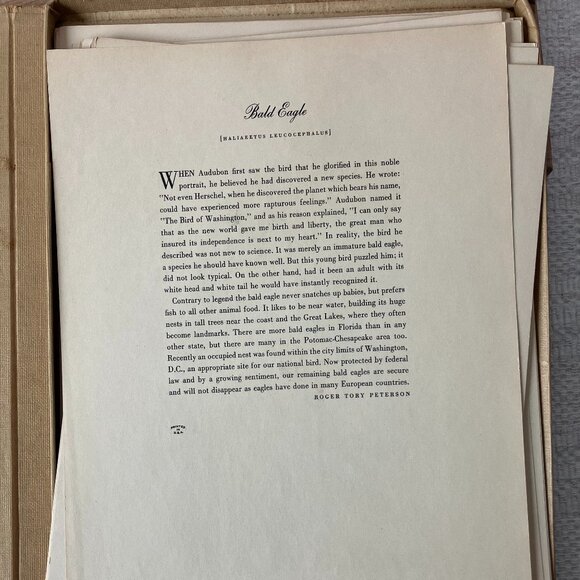 Bald Eagle
[HALIAEETUS LEUCOCEPHALUS]
WHEN Audubon first saw the bird that he glorified in this noble
portrait, he believed he had discovered a new species. He wrote:
"Not even Herschel, when he discovered the planet which bears his name,
could have experienced more rapturous feelings." Audubon named it
"The Bird of Washington," and as his reason explained, "I can only say
that as the new world gave me birth and liberty, the great man who
insured its independence is next to my heart." In reality, the bird he
described was not new to science. It was merely an immature bald eagle,
a species he should have known well. But this young bird puzzled him; it
did not look typical. On the other hand, had it been an adult with its
white head and white tail he would have instantly recognized it.
Contrary to legend the bald eagle never snatches up babies, but prefers
fish to all other animal food. It likes to be near water, building its huge
nests in tall trees near the coast and the Great Lakes, where they often
become landmarks. There are more bald eagles in Florida than in any
other state, but there are many in the Potomac-Chesapeake area too.
Recently an occupied nest was found within the city limits of Washington,
D.C., an appropriate site for our national bird. Now protected by federal
law and by a growing sentiment, our remaining bald eagles are secure
and will not disappear as eagles have done in many European countries.
ROGER TORY PETERSON
PRINTED
IN
U.S.A.